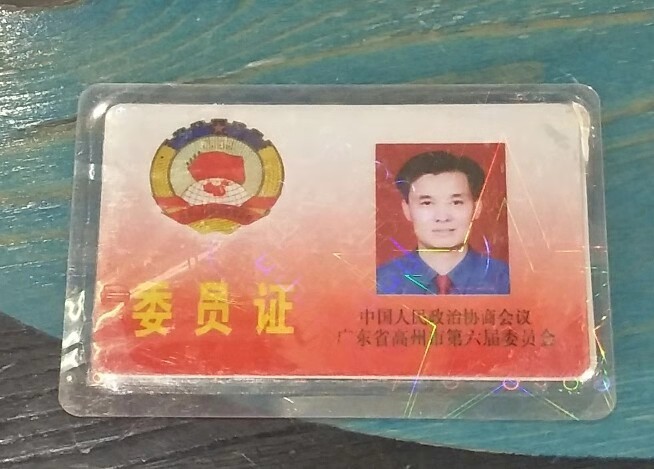 委员证
中国人民政治协商会议
广东省高州市第六届委员会